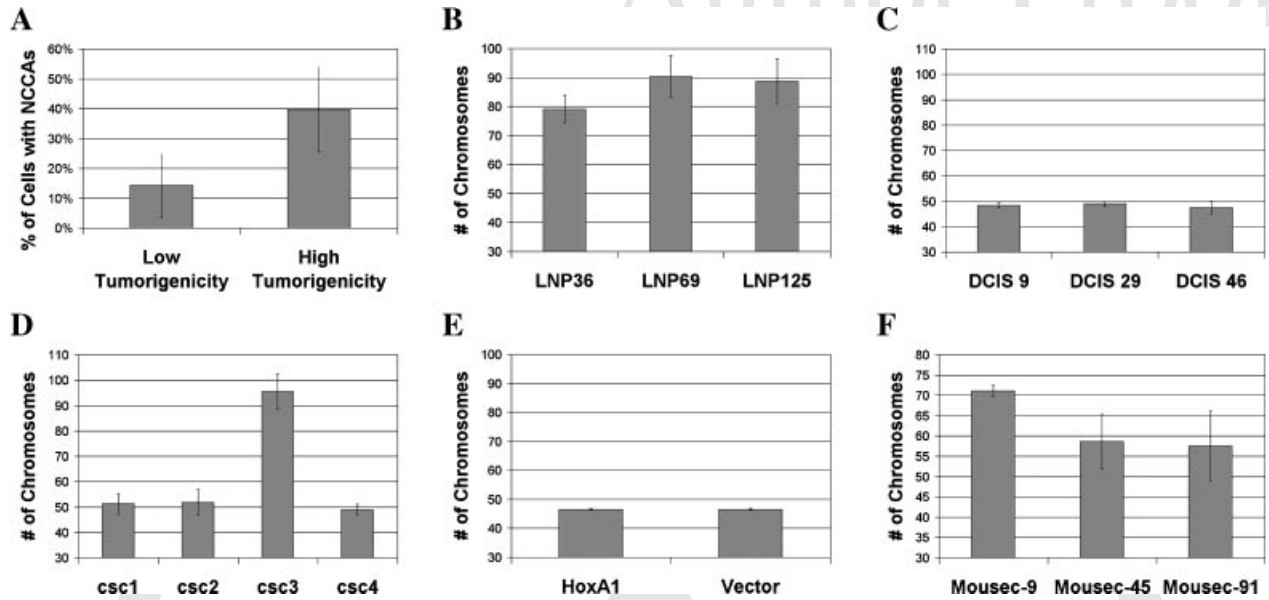 A
% of Cells with NCCAs
60%
50%
40%
30%
20%
10%
0%
Low
Tumorigenicity
High
Tumorigenicity
B
# of Chromosomes
100
90
80
70
60
50
40
30
LNP36
LNP69
LNP125
C
# of Chromosomes
110
100
90
80
70
60
50
40
30
DCIS 9
DCIS 29
DCIS 46
D
# of Chromosomes
110
100
90
80
70
60
50
40
30
csc1
csc2
csc3
csc4
E
# of Chromosomes
100
90
80
70
60
50
40
30
HoxA1
Vector
F
# of Chromosomes
80
75
70
65
60
55
50
45
40
35
30
Mousec-9
Mousec-45
Mousec-91